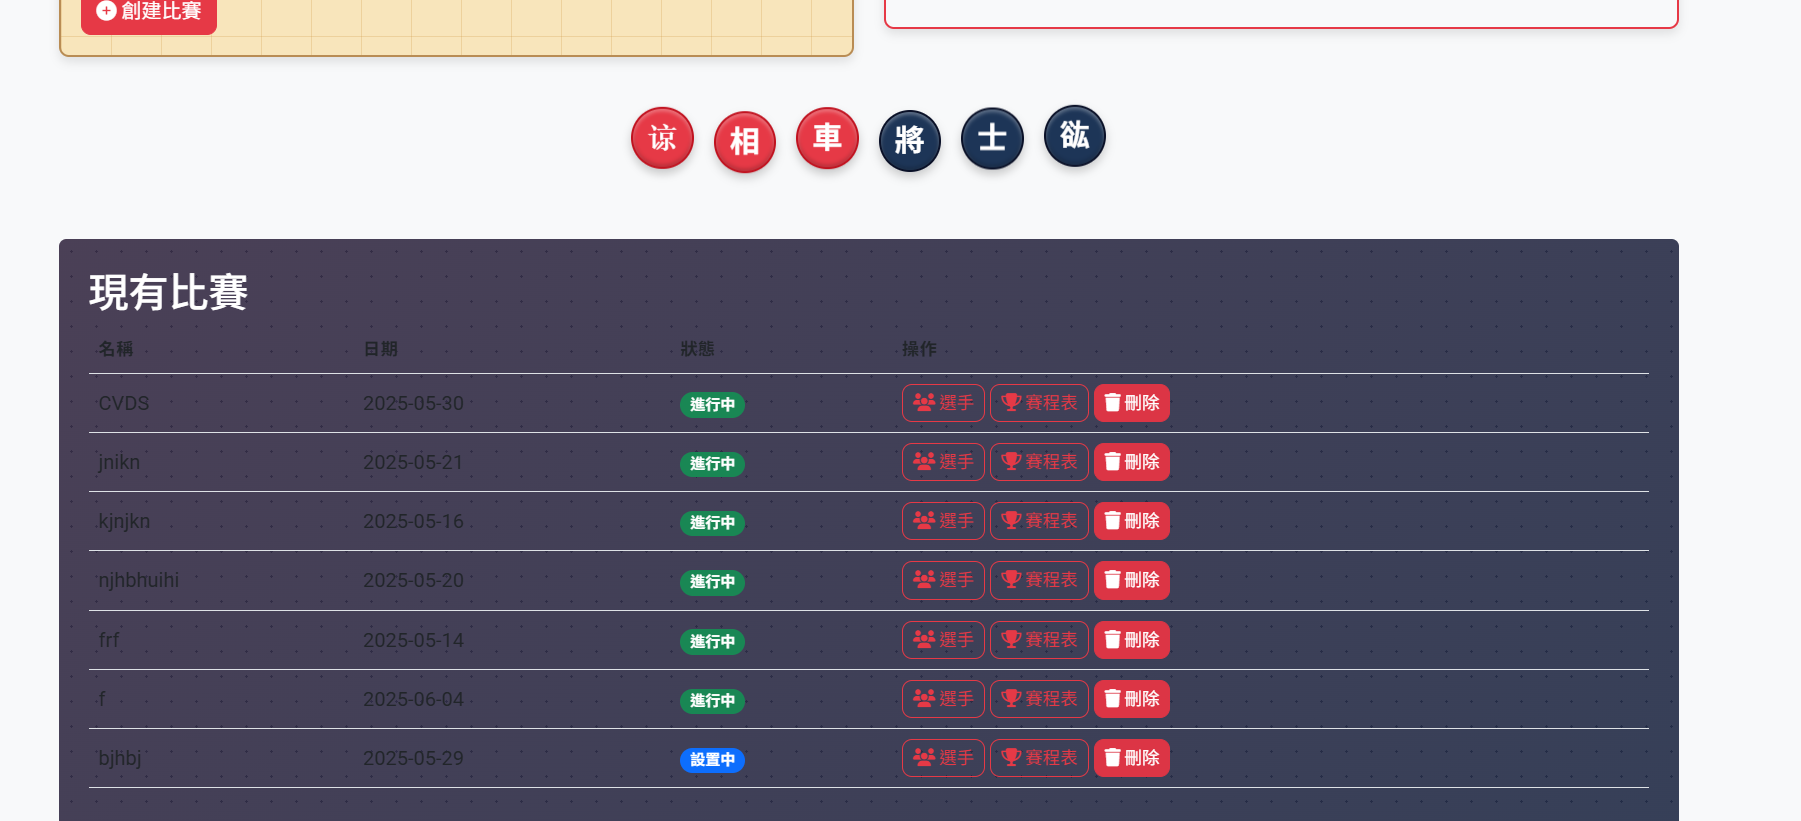 創建比賽
谅 相 車 將 士 谹
現有比賽
名稱 日期 狀態 操作
CVDS 2025-05-30 進行中 選手 賽程表 刪除
jnikn 2025-05-21 進行中 選手 賽程表 刪除
kjnjkn 2025-05-16 進行中 選手 賽程表 刪除
njhbhuihi 2025-05-20 進行中 選手 賽程表 刪除
frf 2025-05-14 進行中 選手 賽程表 刪除
f 2025-06-04 進行中 選手 賽程表 刪除
bjhbj 2025-05-29 設置中 選手 賽程表 刪除